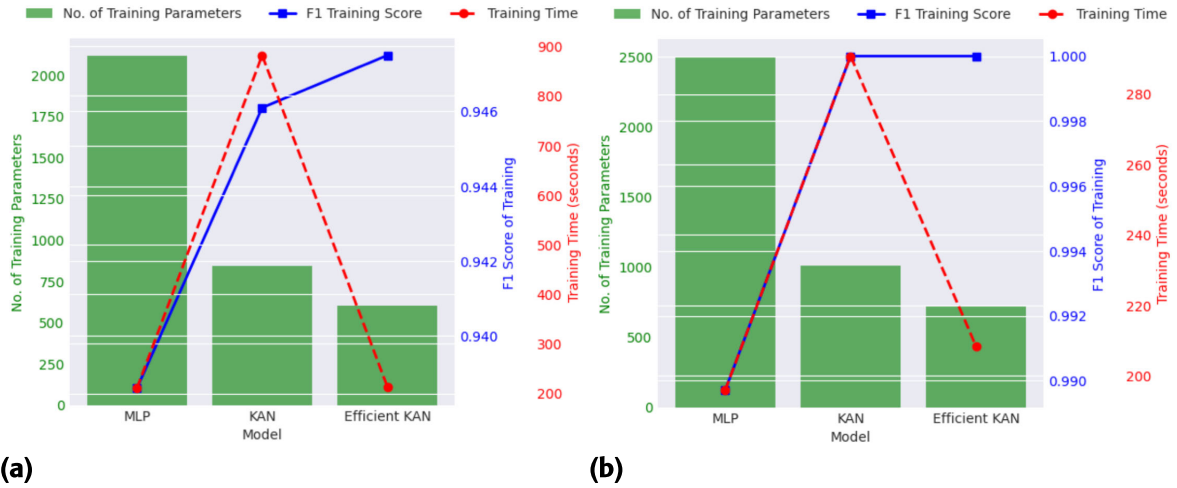 No. of Training Parameters F1 Training Score Training Time
No. of Training Parameters
2000
1750
1500
1250
1000
750
500
250
0
MLP KAN Efficient KAN
Model
0.946
0.944
0.942
0.940
F1 Score of Training
900
800
700
600
500
400
300
200
Training Time (seconds)
(a)
No. of Training Parameters F1 Training Score Training Time
No. of Training Parameters
2500
2000
1500
1000
500
0
MLP KAN Efficient KAN
Model
1.000
0.998
0.996
0.994
0.992
0.990
F1 Score of Training
280
260
240
220
200
Training Time (seconds)
(b)